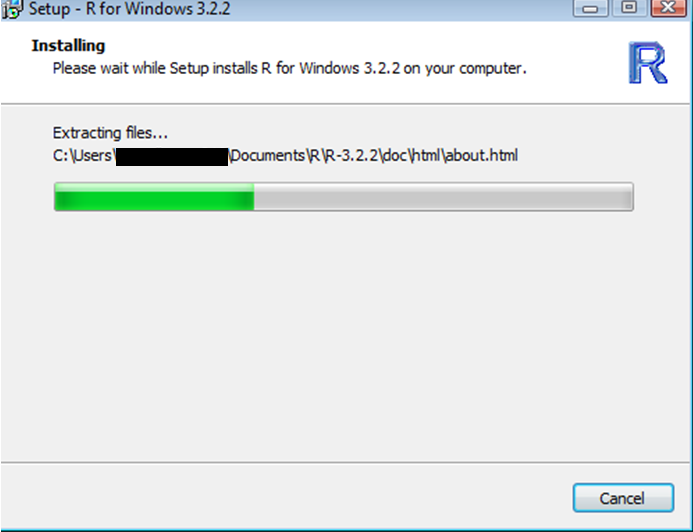 Setup - R for Windows 3.2.2
Installing
Please wait while Setup installs R for Windows 3.2.2 on your computer.
R
Extracting files...
C:\Users\ \Documents\R\R-3.2.2\doc\html\about.html
Cancel